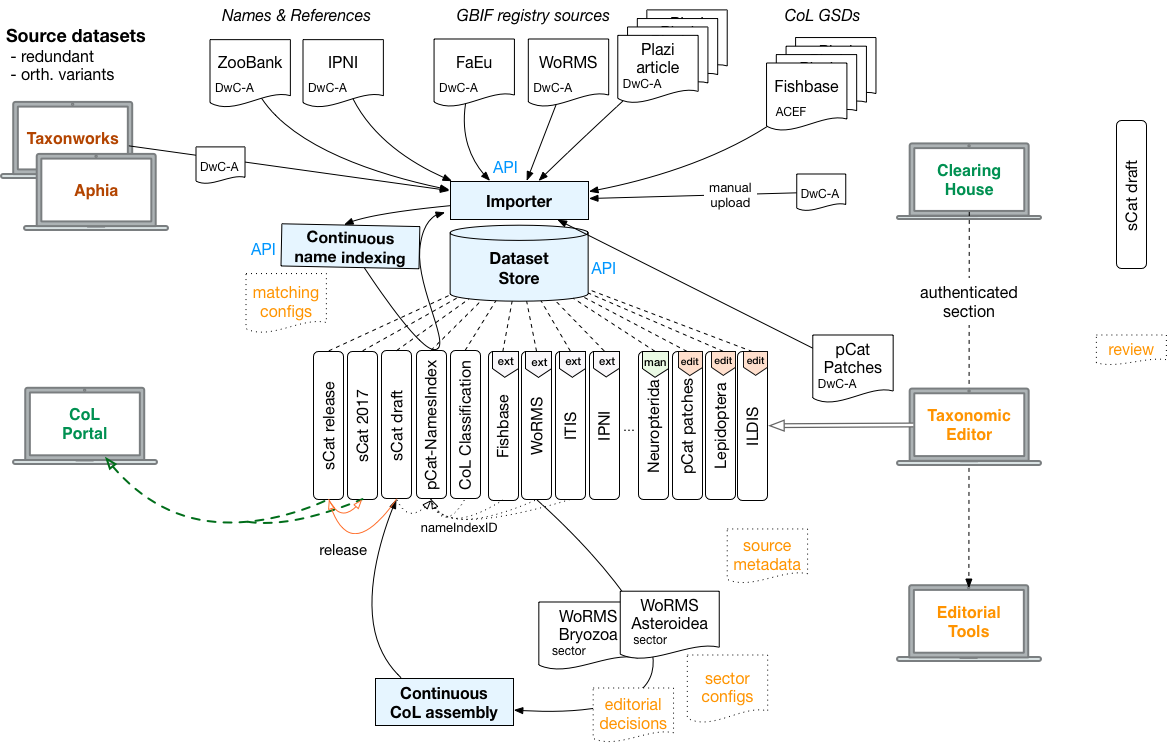 Names & References
GBIF registry sources
CoL GSDs
Source datasets
- redundant
- orth. variants
ZooBank
DwC-A
IPNI
DwC-A
FaEu
DwC-A
WoRMS
DwC-A
Plazi
article
DwC-A
Fishbase
ACEF
Taxonworks
Aphia
DwC-A
API
Importer
manual
upload
DwC-A
Clearing
House
sCat draft
Continuous
name indexing
API
Dataset
Store
API
matching
configs
authenticated
section
pCat
Patches
DwC-A
review
ext
ext
ext
ext
man
edit
edit
edit
sCat release
sCat 2017
sCat draft
pCat-NamesIndex
CoL Classification
Fishbase
WoRMS
ITIS
IPNI
...
Neuropterida
pCat patches
Lepidoptera
ILDIS
CoL
Portal
Taxonomic
Editor
nameIndexID
release
source
metadata
WoRMS
Bryozoa
sector
WoRMS
Asteroidea
sector
Editorial
Tools
sector
configs
Continuous
CoL assembly
editorial
decisions